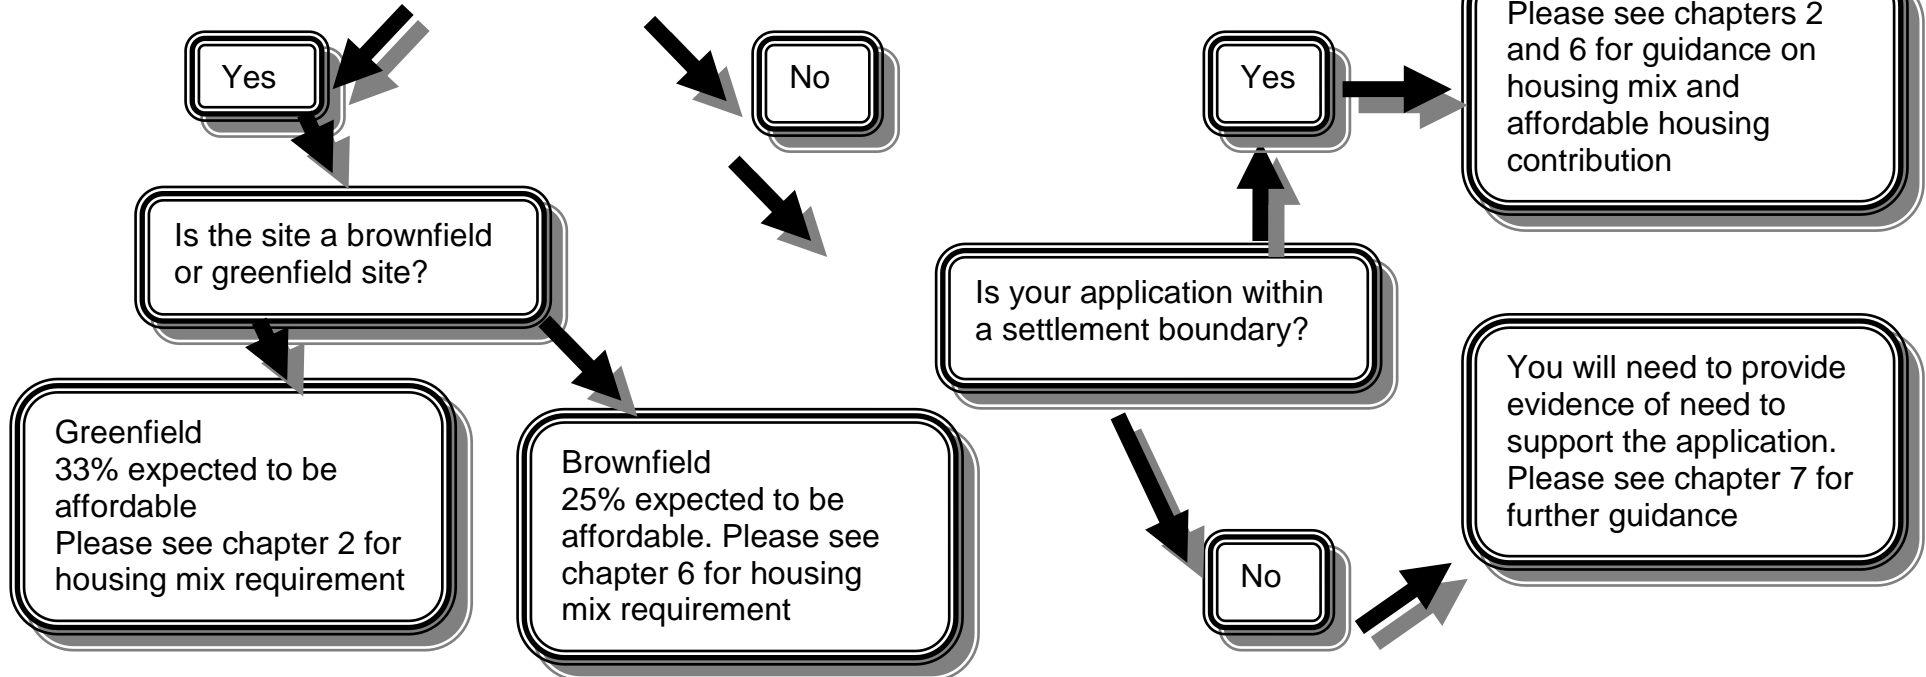 Yes
No
Yes
Please see chapters 2
and 6 for guidance on
housing mix and
affordable housing
contribution
Is the site a brownfield
or greenfield site?
Is your application within
a settlement boundary?
Greenfield
33% expected to be
affordable
Please see chapter 2 for
housing mix requirement
Brownfield
25% expected to be
affordable. Please see
chapter 6 for housing
mix requirement
You will need to provide
evidence of need to
support the application.
Please see chapter 7 for
further guidance
No